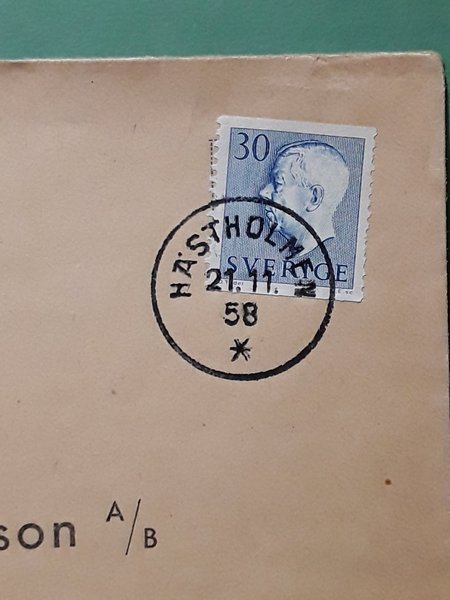 30
SVERIGE
HÄSTHOLMEN
21.11.
58
*
son A/B